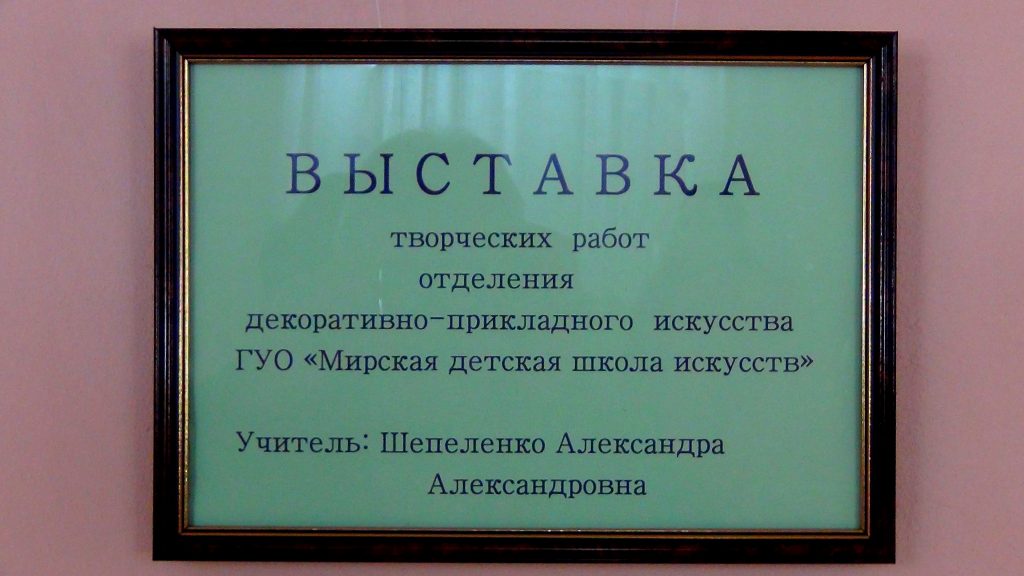 ВЫСТАВКА
творческих работ
отделения
декоративно-прикладного искусства
ГУО «Мирская детская школа искусств»
Учитель: Шепеленко Александра
Александровна